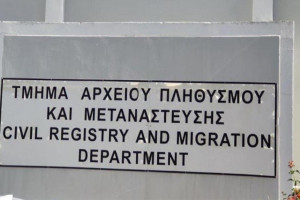 ΤΜΗΜΑ ΑΡΧΕΙΟΥ ΠΛΗΘΥΣΜΟΥ
ΚΑΙ ΜΕΤΑΝΑΣΤΕΥΣΗΣ
CIVIL REGISTRY AND MIGRATION
DEPARTMENT